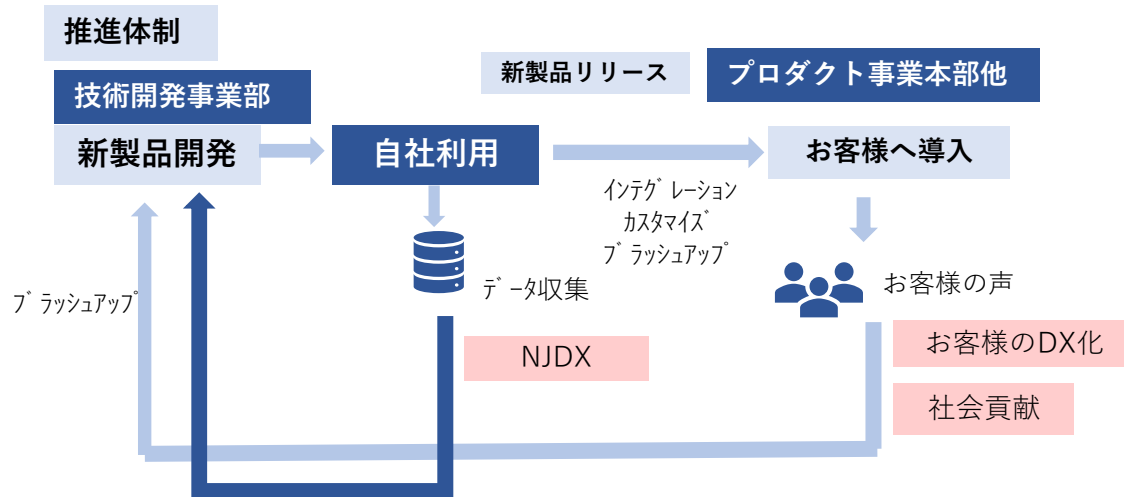 推進体制
技術開発事業部
新製品リリース
プロダクト事業本部他
新製品開発
自社利用
お客様へ導入
ｲﾝﾃｸﾞﾚｰｼｮﾝ
ｶｽﾀﾏｲｽﾞ
ﾌﾞﾗｯｼｭｱｯﾌﾟ
ﾌﾞﾗｯｼｭｱｯﾌﾟ
ﾃﾞｰﾀ収集
お客様の声
NJDX
お客様のDX化
社会貢献